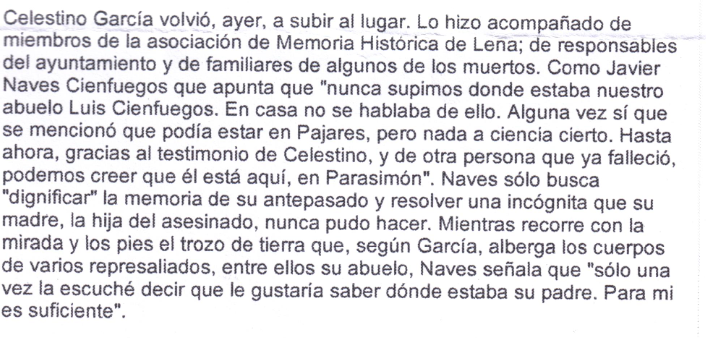 Celestino García volvió, ayer, a subir al lugar. Lo hizo acompañado de
miembros de la asociación de Memoria Histórica de Lena; de responsables
del ayuntamiento y de familiares de algunos de los muertos. Como Javier
Naves Cienfuegos que apunta que "nunca supimos donde estaba nuestro
abuelo Luis Cienfuegos. En casa no se hablaba de ello. Alguna vez sí que
se mencionó que podía estar en Pajares, pero nada a ciencia cierto. Hasta
ahora, gracias al testimonio de Celestino, y de otra persona que ya falleció,
podemos creer que él está aquí, en Parasimón". Naves sólo busca
"dignificar" la memoria de su antepasado y resolver una incógnita que su
madre, la hija del asesinado, nunca pudo hacer. Mientras recorre con la
mirada y los pies el trozo de tierra que, según García, alberga los cuerpos
de varios represaliados, entre ellos su abuelo, Naves señala que "sólo una
vez la escuché decir que le gustaría saber dónde estaba su padre. Para mi
es suficiente".